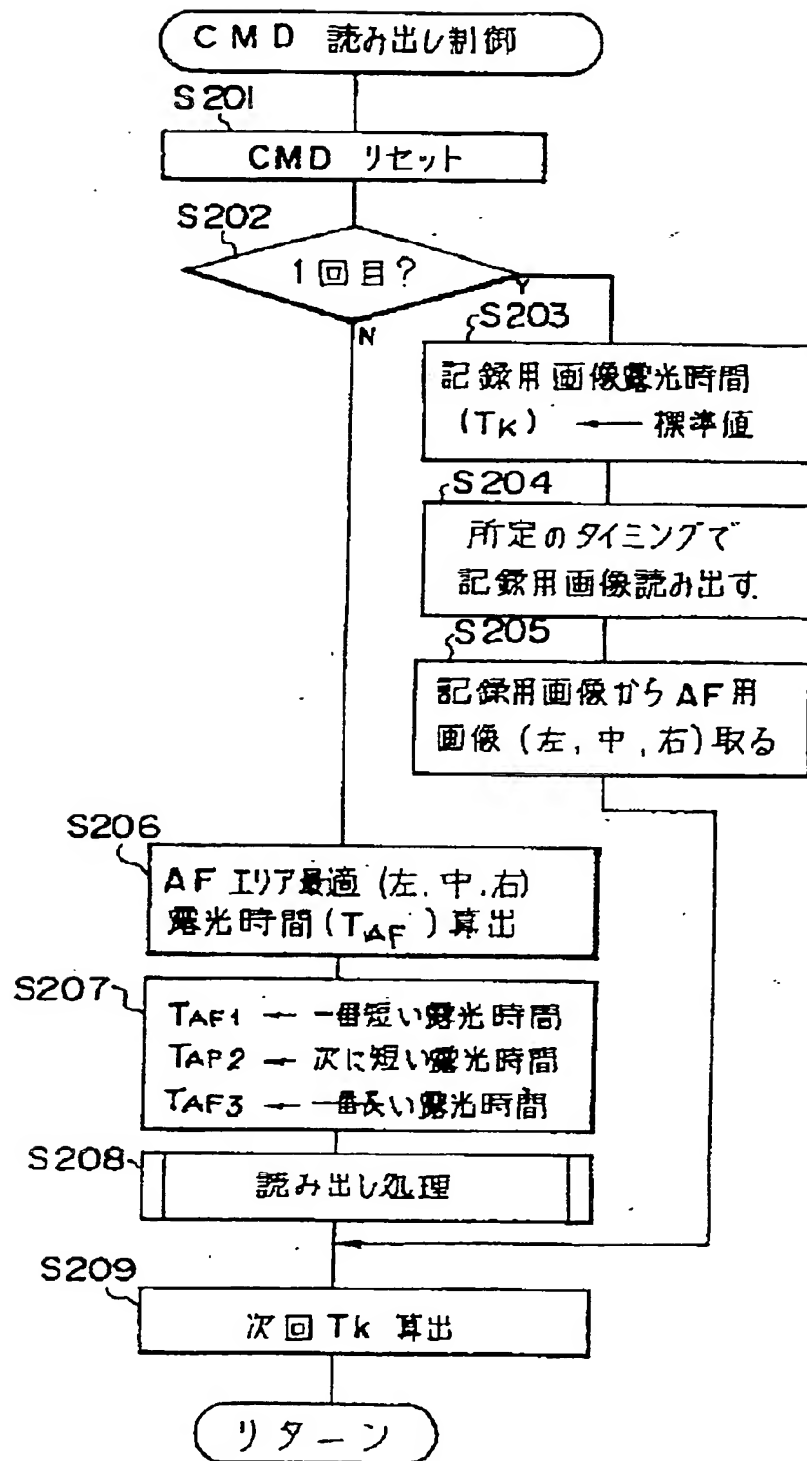 CMD 読み出し制御
S201
CMD リセット
S202
1回目?
Y
N
S203
記録用画像露光時間
(TK) ← 標準値
S204
所定のタイミングで
記録用画像読み出す.
S205
記録用画像からAF用
画像 (左, 中, 右)取る
S206
AFエリア最適 (左, 中, 右)
露光時間 (TAF) 算出
S207
TAF1 ← 一番短い露光時間
TAP2 ← 次に短い露光時間
TAF3 ← 一番長い露光時間
S208
読み出し処理
S209
次回 Tk 算出
リターン